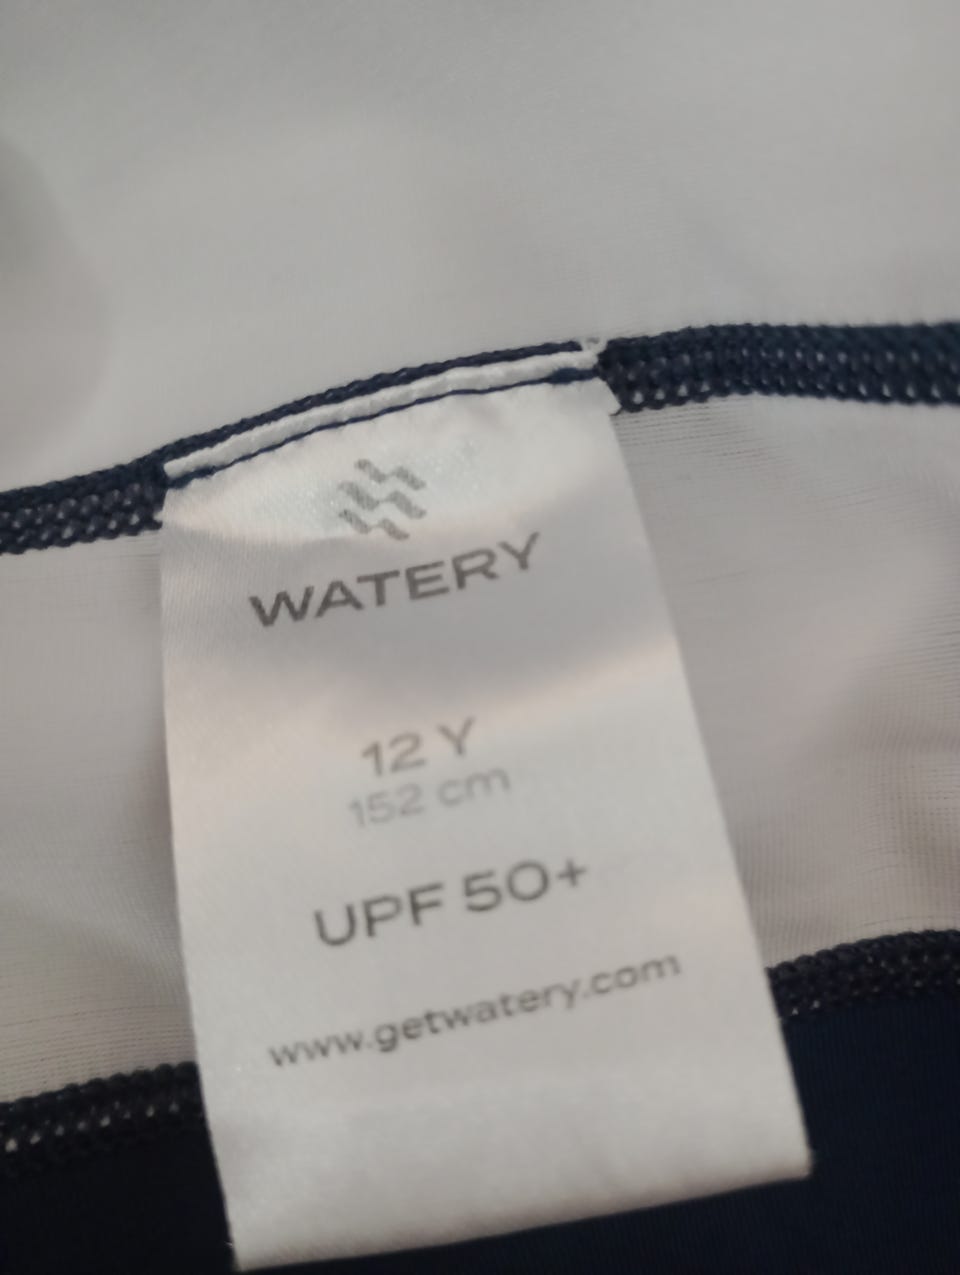 WATERY
12 Y
152 cm
UPF 50+
www.getwatery.com